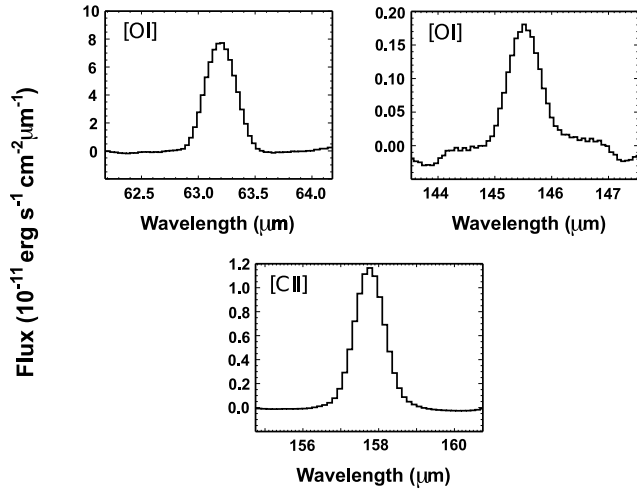 [OI]
10
8
6
4
2
0
62.5 63.0 63.5 64.0
Wavelength (μm)
[OI]
0.20
0.15
0.10
0.05
0.00
144 145 146 147
Wavelength (μm)
Flux (10⁻¹¹ erg s⁻¹ cm⁻²μm⁻¹)
[CII]
1.2
1.0
0.8
0.6
0.4
0.2
0.0
156 158 160
Wavelength (μm)